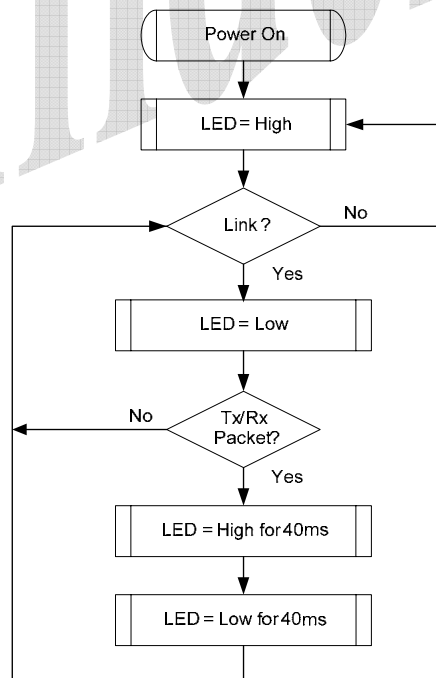 Power On
LED = High
Link ?
No
Yes
LED = Low
No
Tx/Rx
Packet?
Yes
LED = High for 40ms
LED = Low for 40ms